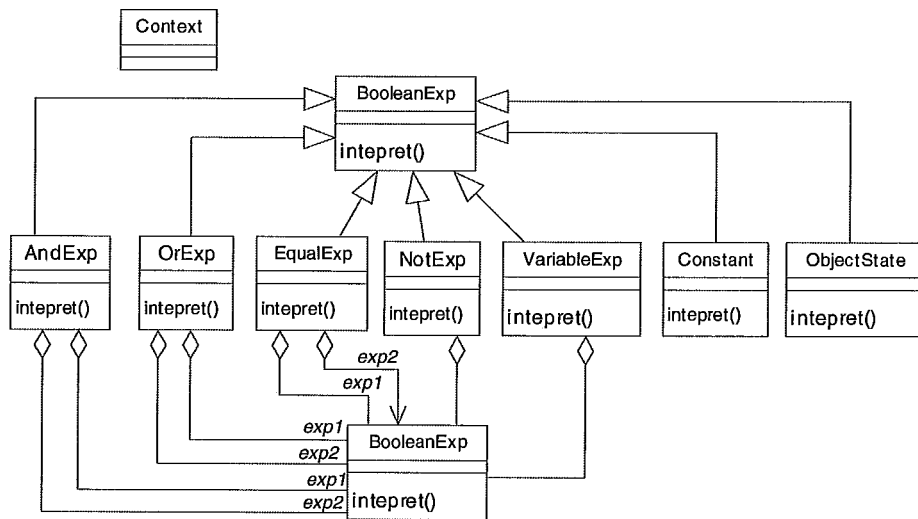 Context
BooleanExp
intepret()
AndExp
intepret()
OrExp
intepret()
EqualExp
intepret()
NotExp
intepret()
VariableExp
intepret()
Constant
intepret()
ObjectState
intepret()
exp2
exp1
exp1
exp2
exp1
exp2
BooleanExp
intepret()